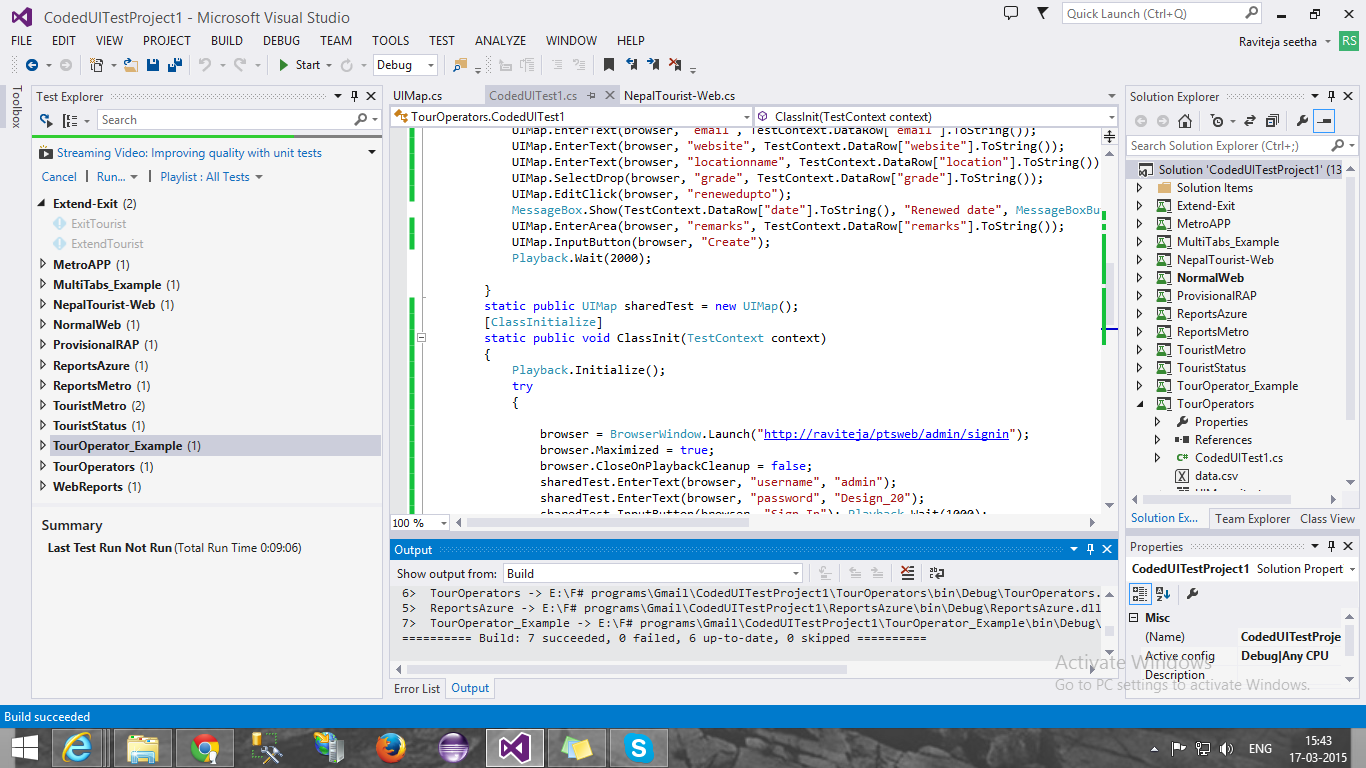 CodedUITestProject1 - Microsoft Visual Studio
Quick Launch (Ctrl+Q)
FILE EDIT VIEW PROJECT BUILD DEBUG TEAM TOOLS TEST ANALYZE WINDOW HELP
Raviteja seetha RS
Start Debug
Toolbox
Test Explorer
Search
Streaming Video: Improving quality with unit tests
Cancel | Run... | Playlist : All Tests
Extend-Exit (2)
ExitTourist
ExtendTourist
MetroAPP (1)
MultiTabs_Example (1)
NepalTourist-Web (1)
NormalWeb (1)
ProvisionalRAP (1)
ReportsAzure (1)
ReportsMetro (1)
TouristMetro (2)
TouristStatus (1)
TourOperator_Example (1)
TourOperators (1)
WebReports (1)
Summary
Last Test Run Not Run (Total Run Time 0:09:06)
UIMap.cs CodedUITest1.cs NepalTourist-Web.cs
TourOperators.CodedUITest1 ClassInit(TestContext context)
UIMap.EnterText(browser, "email", TestContext.DataRow["email"].ToString());
UIMap.EnterText(browser, "website", TestContext.DataRow["website"].ToString());
UIMap.EnterText(browser, "locationname", TestContext.DataRow["location"].ToString())
UIMap.SelectDrop(browser, "grade", TestContext.DataRow["grade"].ToString());
UIMap.EditClick(browser, "renewedupto");
MessageBox.Show(TestContext.DataRow["date"].ToString(), "Renewed date", MessageBoxBu
UIMap.EnterArea(browser, "remarks", TestContext.DataRow["remarks"].ToString());
UIMap.InputButton(browser, "Create");
Playback.Wait(2000);
}
static public UIMap sharedTest = new UIMap();
[ClassInitialize]
static public void ClassInit(TestContext context)
{
Playback.Initialize();
try
{
browser = BrowserWindow.Launch("http://raviteja/ptsweb/admin/signin");
browser.Maximized = true;
browser.CloseOnPlaybackCleanup = false;
sharedTest.EnterText(browser, "username", "admin");
sharedTest.EnterText(browser, "password", "Design_20");
sharedTest.InputButton(browser, "Sign In"); Playback.Wait(1000);
100 %
Output
Show output from: Build
6> TourOperators -> E:\F# programs\Gmail\CodedUITestProject1\TourOperators\bin\Debug\TourOperators.
5> ReportsAzure -> E:\F# programs\Gmail\CodedUITestProject1\ReportsAzure\bin\Debug\ReportsAzure.dll
7> TourOperator_Example -> E:\F# programs\Gmail\CodedUITestProject1\TourOperator_Example\bin\Debug\
========== Build: 7 succeeded, 0 failed, 6 up-to-date, 0 skipped ==========
Error List Output
Solution Explorer
Search Solution Explorer (Ctrl+;)
Solution 'CodedUITestProject1' (13
Solution Items
Extend-Exit
MetroAPP
MultiTabs_Example
NepalTourist-Web
NormalWeb
ProvisionalRAP
ReportsAzure
ReportsMetro
TouristMetro
TouristStatus
TourOperator_Example
TourOperators
Properties
References
C# CodedUITest1.cs
data.csv
Solution Ex... Team Explorer Class View
Properties
CodedUITestProject1 Solution Propert
Misc
(Name) CodedUITestProje
Active config Debug|Any CPU
Description
Activate Windows
Go to PC settings to activate Windows.
Build succeeded
ENG
15:43
17-03-2015